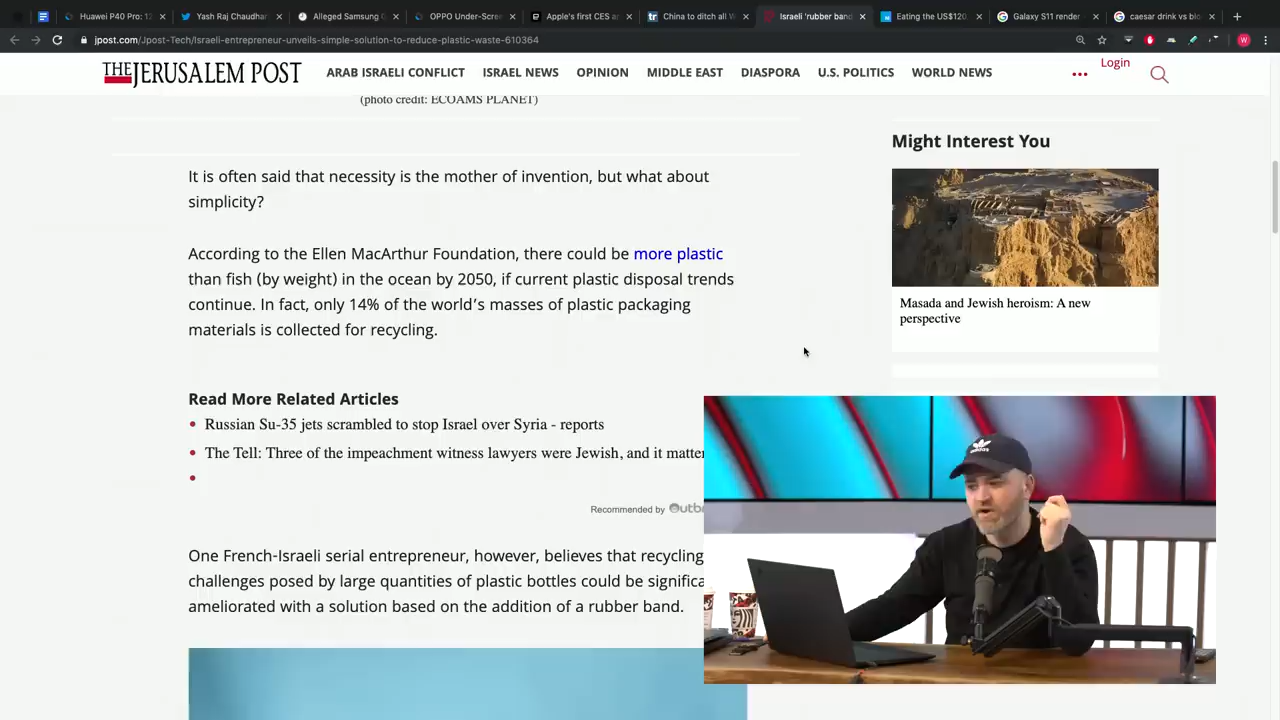 Huawei P40 Pro: 12
Yash Raj Chaudhar
Alleged Samsung G
OPPO Under-Scree
Apple's first CES a
China to ditch all W
Israeli 'rubber band
Eating the US$120,
Galaxy S11 render
caesar drink vs blo
jpost.com/Jpost-Tech/Israeli-entrepreneur-unveils-simple-solution-to-reduce-plastic-waste-610364
THE JERUSALEM POST
ARAB ISRAELI CONFLICT ISRAEL NEWS OPINION MIDDLE EAST DIASPORA U.S. POLITICS WORLD NEWS
Login
(photo credit: ECOAMS PLANET)
It is often said that necessity is the mother of invention, but what about
simplicity?
According to the Ellen MacArthur Foundation, there could be more plastic
than fish (by weight) in the ocean by 2050, if current plastic disposal trends
continue. In fact, only 14% of the world's masses of plastic packaging
materials is collected for recycling.
Read More Related Articles
Russian Su-35 jets scrambled to stop Israel over Syria - reports
The Tell: Three of the impeachment witness lawyers were Jewish, and it matter
Recommended by Outb
One French-Israeli serial entrepreneur, however, believes that recycling
challenges posed by large quantities of plastic bottles could be significa
ameliorated with a solution based on the addition of a rubber band.
Might Interest You
Masada and Jewish heroism: A new
perspective
adidas